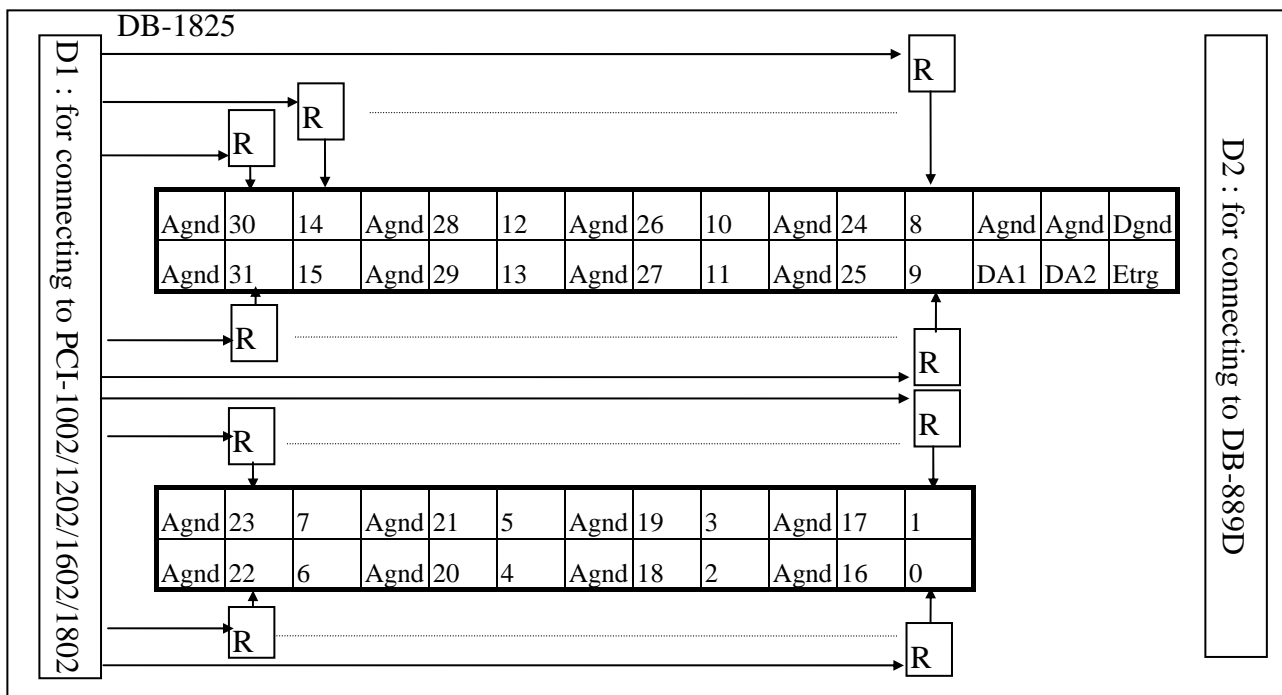 DB-1825
D1 : for connecting to PCI-1002/1202/1602/1802
R
R
R
Agnd 30 14 Agnd 28 12 Agnd 26 10 Agnd 24 8 Agnd Agnd Dgnd
Agnd 31 15 Agnd 29 13 Agnd 27 11 Agnd 25 9 DA1 DA2 Etrg
R
R
R
R
Agnd 23 7 Agnd 21 5 Agnd 19 3 Agnd 17 1
Agnd 22 6 Agnd 20 4 Agnd 18 2 Agnd 16 0
R
R
D2 : for connecting to DB-889D